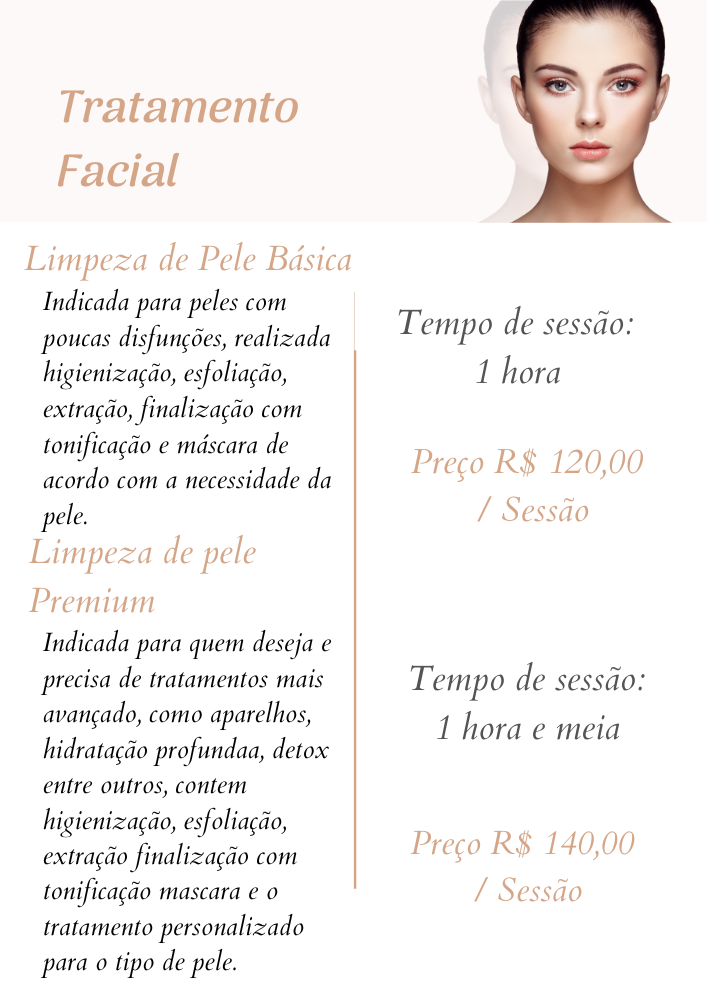 Tratamento
Facial
Limpeza de Pele Básica
Indicada para peles com
poucas disfunções, realizada
higienização, esfoliação,
extração, finalização com
tonificação e máscara de
acordo com a necessidade da
pele.
Tempo de sessão:
1 hora
Preço R$ 120,00
/ Sessão
Limpeza de pele
Premium
Indicada para quem deseja e
precisa de tratamentos mais
avançado, como aparelhos,
hidratação profundaa, detox
entre outros, contem
higienização, esfoliação,
extração finalização com
tonificação mascara e o
tratamento personalizado
para o tipo de pele.
Tempo de sessão:
1 hora e meia
Preço R$ 140,00
/ Sessão